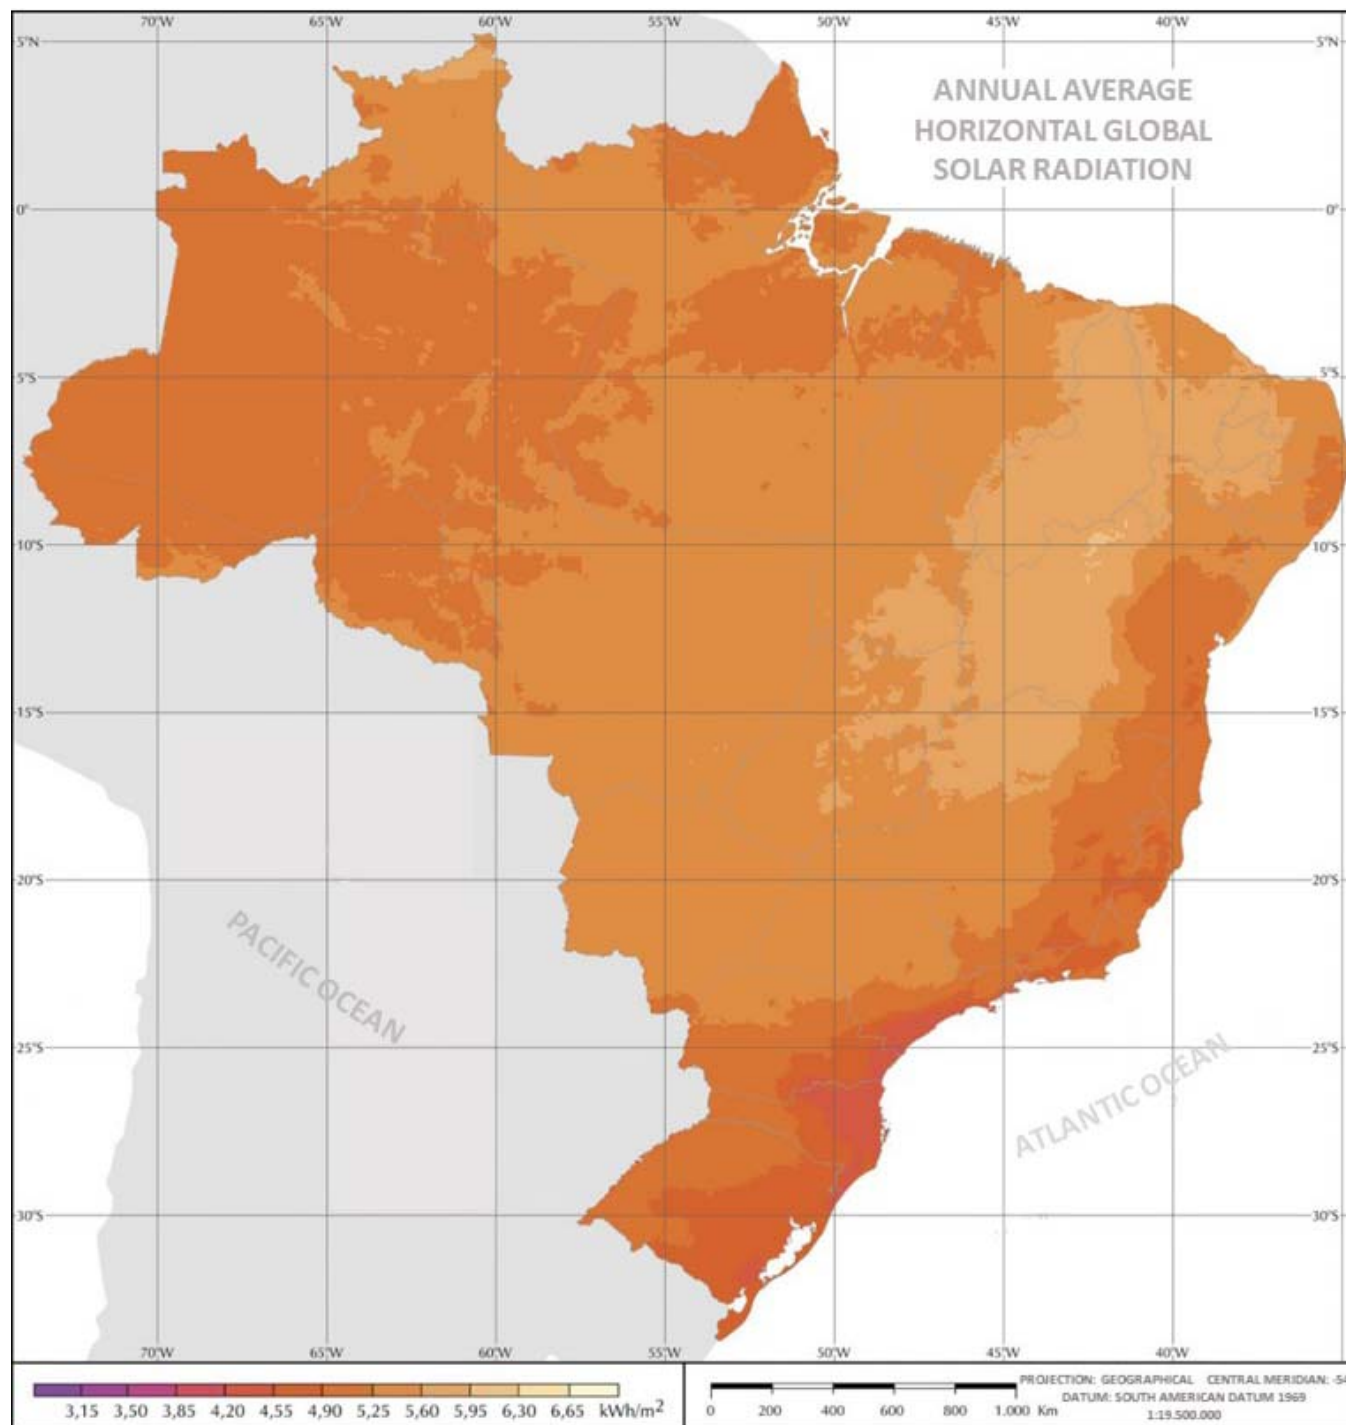 70°W 65°W 60°W 55°W 50°W 45°W 40°W
5°N 5°N
ANNUAL AVERAGE
HORIZONTAL GLOBAL
SOLAR RADIATION
0° 0°
5°S 5°S
10°S 10°S
15°S 15°S
20°S 20°S
PACIFIC OCEAN
25°S 25°S
ATLANTIC OCEAN
30°S 30°S
70°W 65°W 60°W 55°W 50°W 45°W 40°W
3,15 3,50 3,85 4,20 4,55 4,90 5,25 5,60 5,95 6,30 6,65 kWh/m²
0 200 400 600 800 1.000 Km
PROJECTION: GEOGRAPHICAL CENTRAL MERIDIAN: -54
DATUM: SOUTH AMERICAN DATUM 1969
1:19.500.000